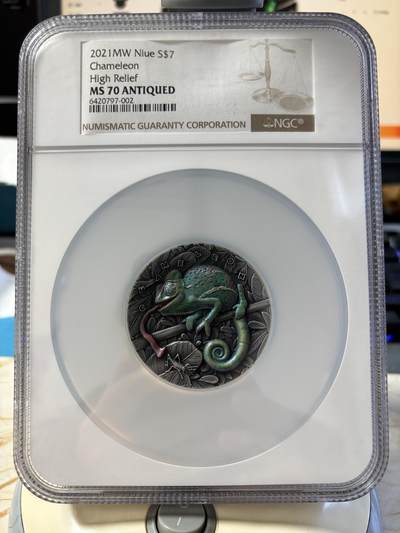 2021MW Niue S$7
Chameleon
High Relief
MS 70 ANTIQUED
6420797-002
NUMISMATIC GUARANTY CORPORATION
NGC®